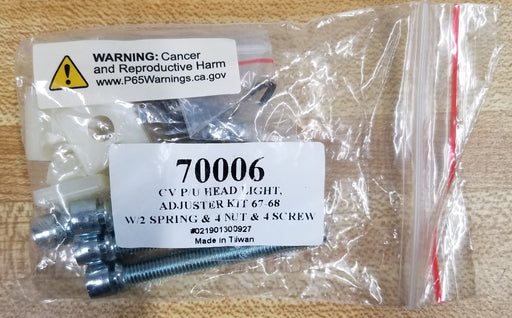 WARNING: Cancer
and Reproductive Harm
www.P65Warnings.ca.gov
70006
CV P/U HEAD LIGHT,
ADJUSTER KIT 67-68
W/2 SPRING & 4 NUT & 4 SCREW
#021901300927
Made in Taiwan